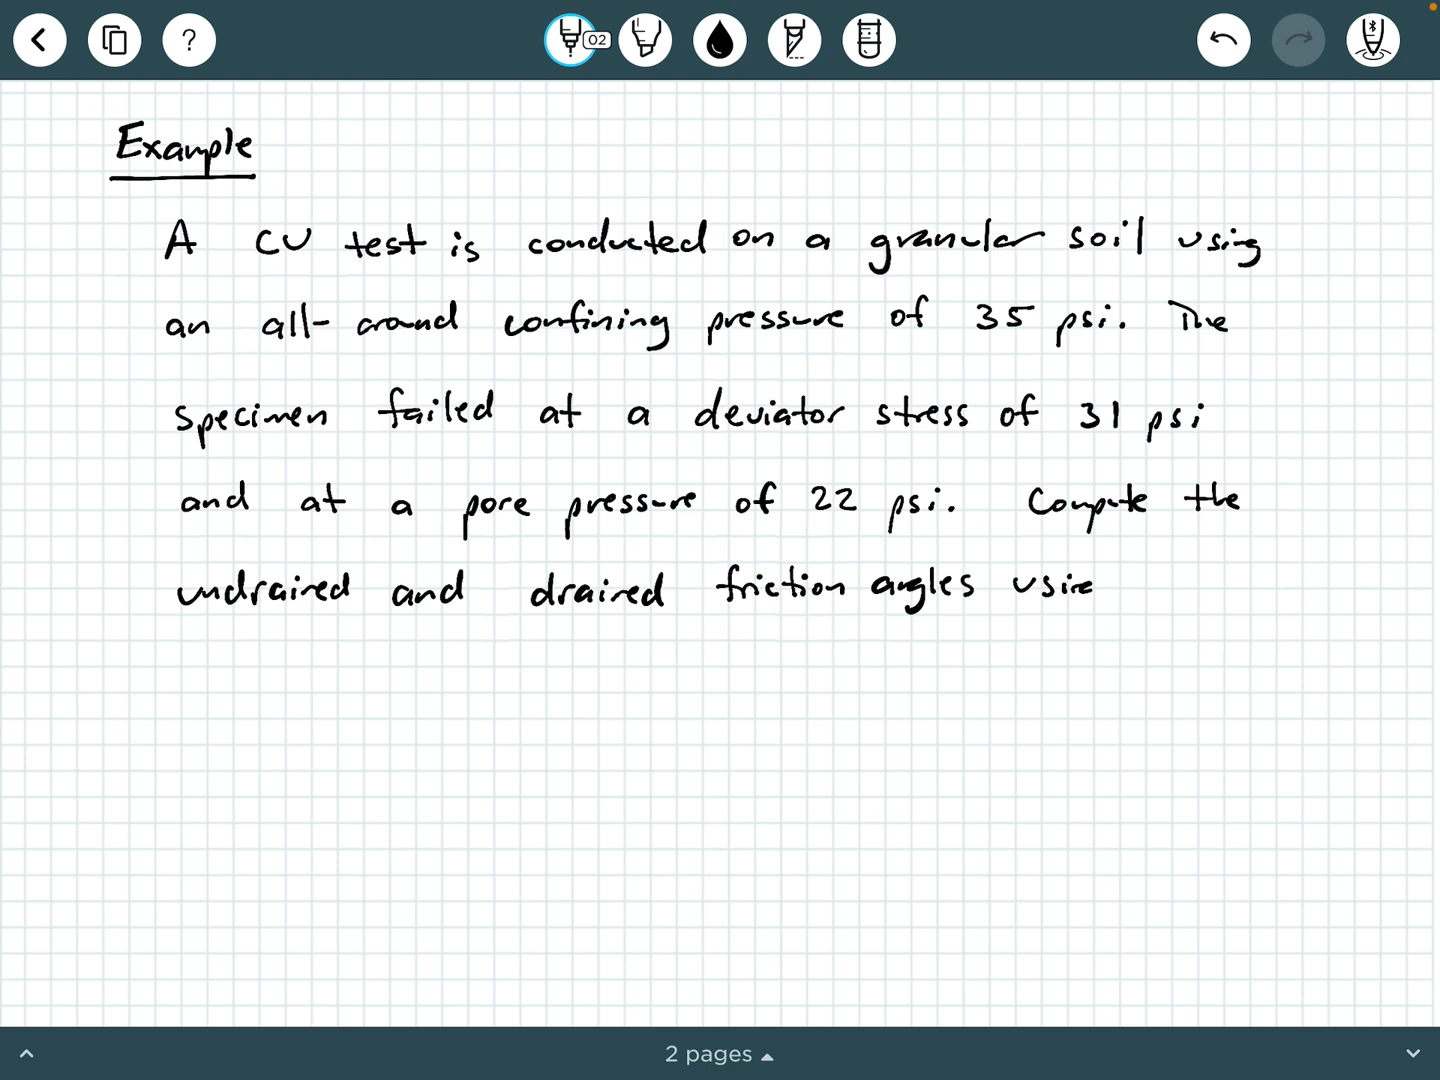 ?
02
Example
A CU test is conducted on a granular soil using
an all-around confining pressure of 35 psi. The
specimen failed at a deviator stress of 31 psi
and at a pore pressure of 22 psi. Compute the
undrained and drained friction angles usin
2 pages